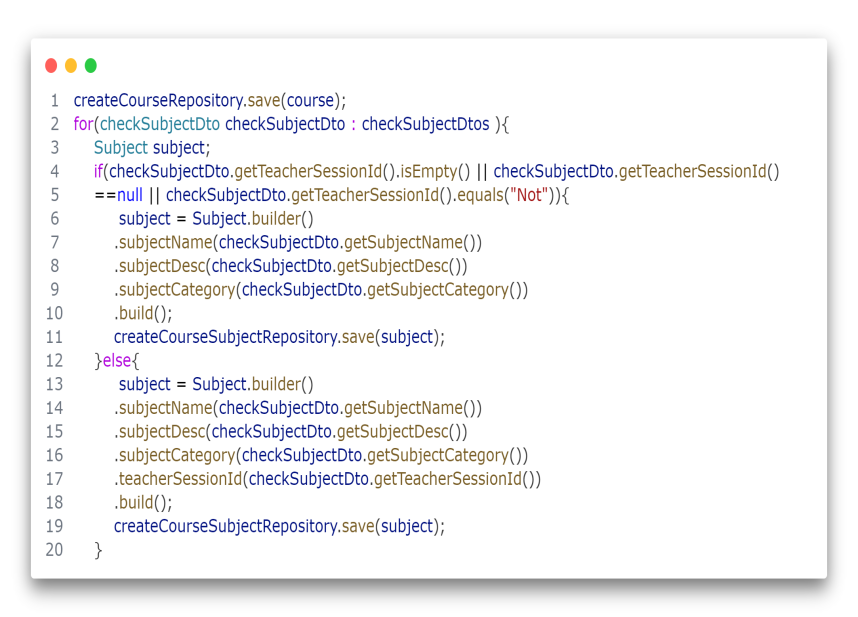 1 createCourseRepository.save(course);
2 for(checkSubjectDto checkSubjectDto : checkSubjectDtos ){
3 Subject subject;
4 if(checkSubjectDto.getTeacherSessionId().isEmpty() || checkSubjectDto.getTeacherSessionId()
5 ==null || checkSubjectDto.getTeacherSessionId().equals("Not")){
6 subject = Subject.builder()
7 .subjectName(checkSubjectDto.getSubjectName())
8 .subjectDesc(checkSubjectDto.getSubjectDesc())
9 .subjectCategory(checkSubjectDto.getSubjectCategory())
10 .build();
11 createCourseSubjectRepository.save(subject);
12 }else{
13 subject = Subject.builder()
14 .subjectName(checkSubjectDto.getSubjectName())
15 .subjectDesc(checkSubjectDto.getSubjectDesc())
16 .subjectCategory(checkSubjectDto.getSubjectCategory())
17 .teacherSessionId(checkSubjectDto.getTeacherSessionId())
18 .build();
19 createCourseSubjectRepository.save(subject);
20 }